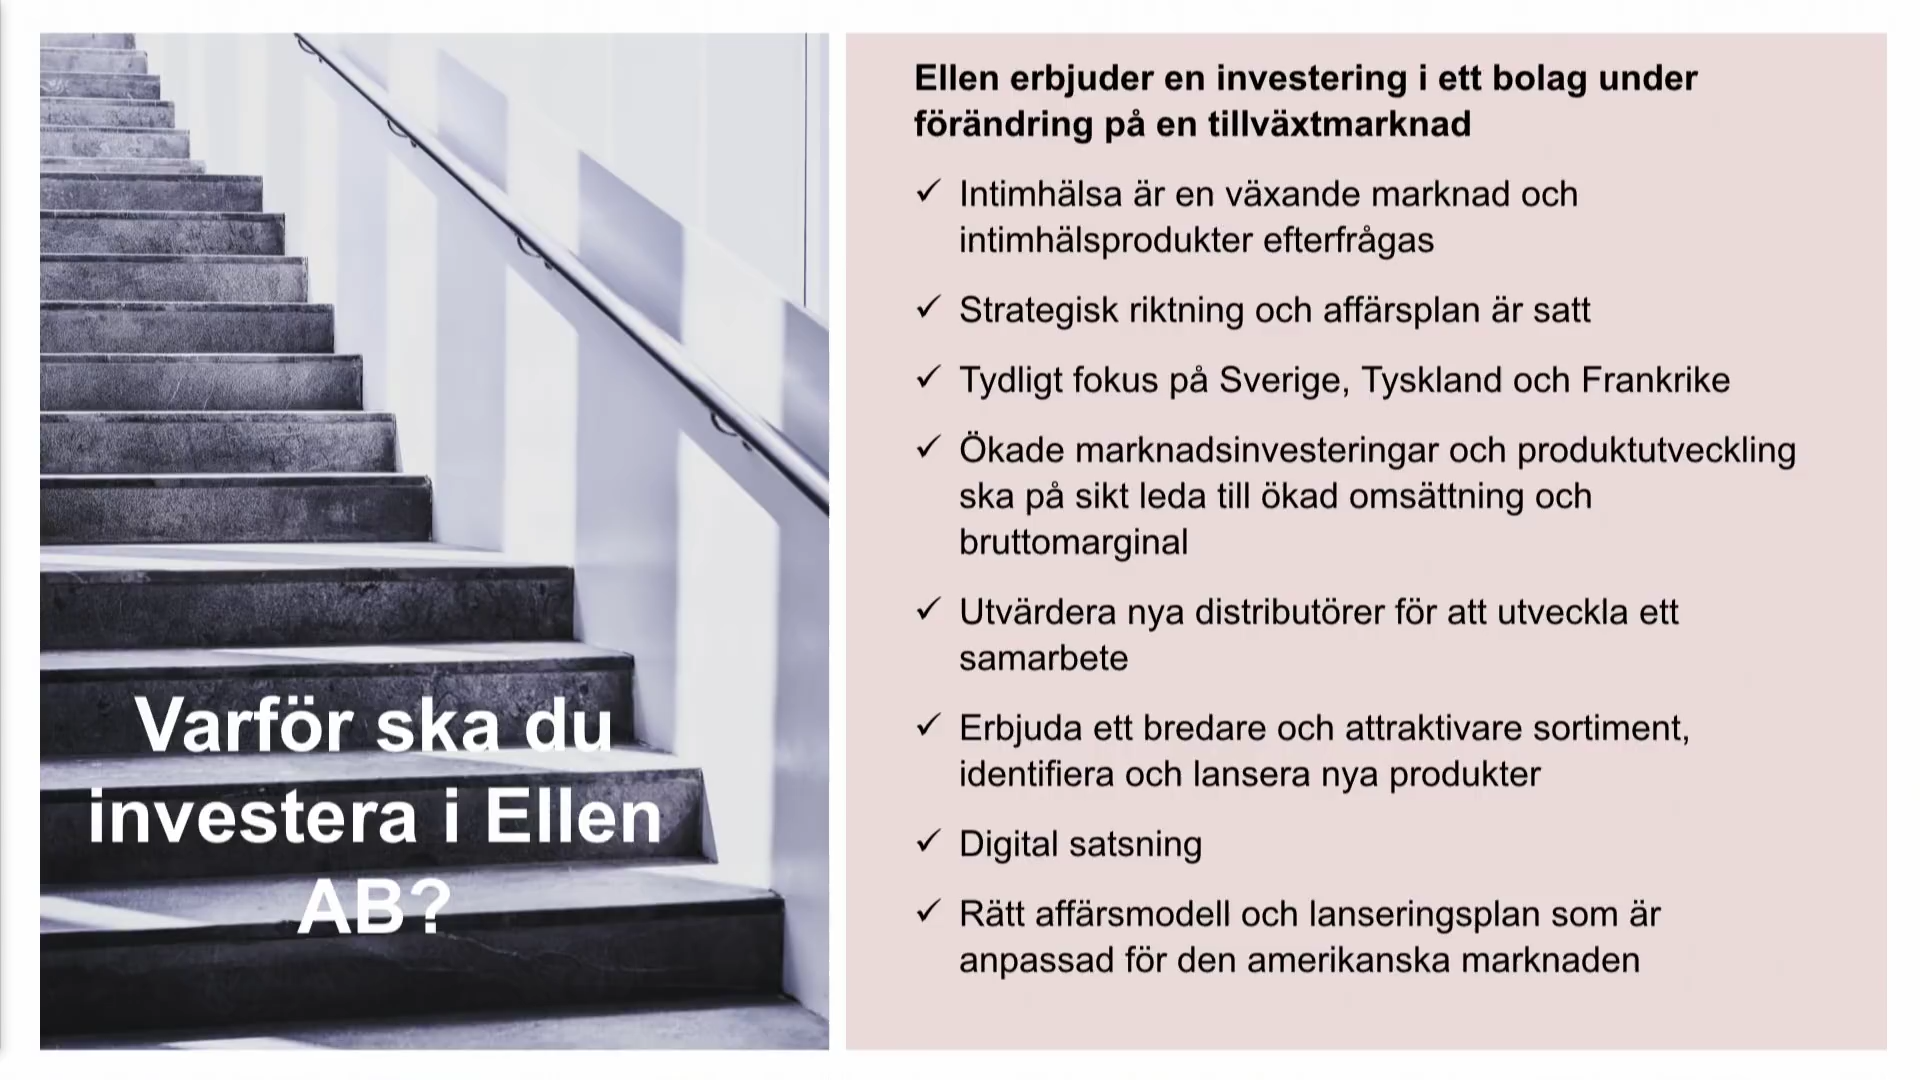 Varför ska du
investera i Ellen
AB?
Ellen erbjuder en investering i ett bolag under
förändring på en tillväxtmarknad
✓ Intimhälsa är en växande marknad och
intimhälsprodukter efterfrågas
✓ Strategisk riktning och affärsplan är satt
✓ Tydligt fokus på Sverige, Tyskland och Frankrike
✓ Ökade marknadsinvesteringar och produktutveckling
ska på sikt leda till ökad omsättning och
bruttomarginal
✓ Utvärdera nya distributörer för att utveckla ett
samarbete
✓ Erbjuda ett bredare och attraktivare sortiment,
identifiera och lansera nya produkter
✓ Digital satsning
✓ Rätt affärsmodell och lanseringsplan som är
anpassad för den amerikanska marknaden